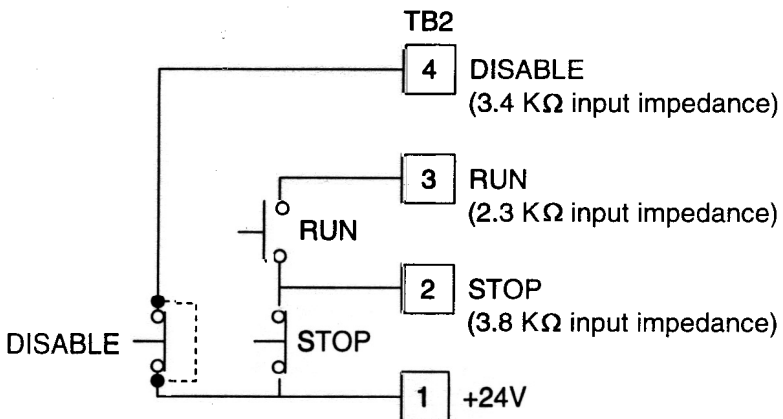 TB2
4 DISABLE
(3.4 KΩ input impedance)
3 RUN
(2.3 KΩ input impedance)
RUN
2 STOP
(3.8 KΩ input impedance)
DISABLE
STOP
1 +24V